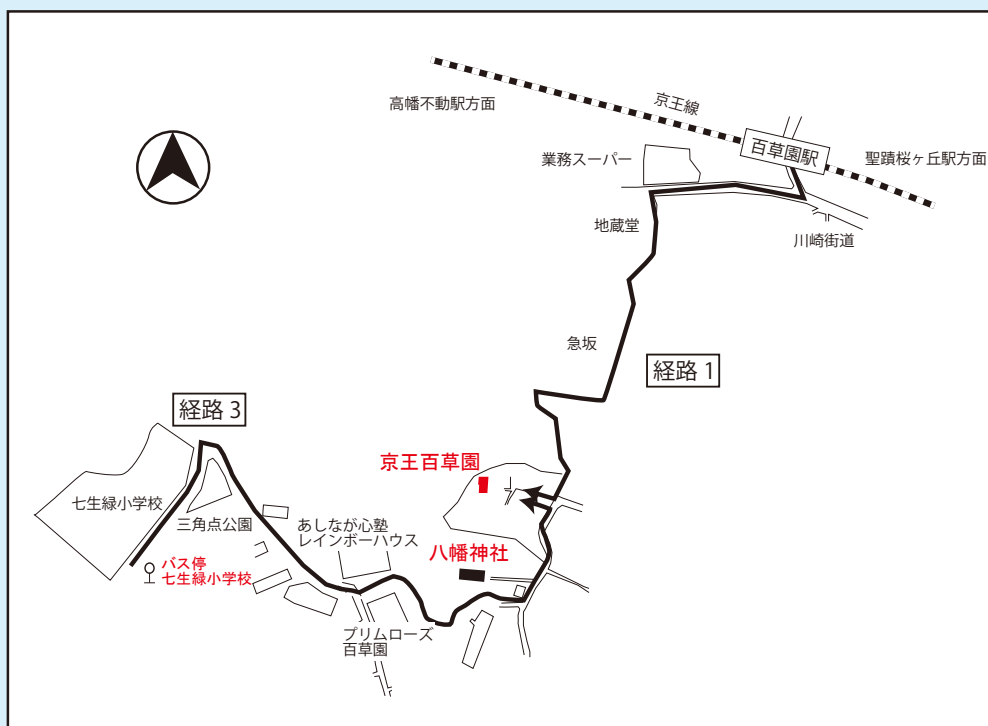 京王線
高幡不動駅方面
百草園駅
業務スーパー
聖蹟桜ヶ丘駅方面
地蔵堂
川崎街道
急坂
経路 1
経路 3
京王百草園
七生緑小学校
三角点公園
あしなが心塾
レインボーハウス
八幡神社
バス停
七生緑小学校
プリムローズ
百草園